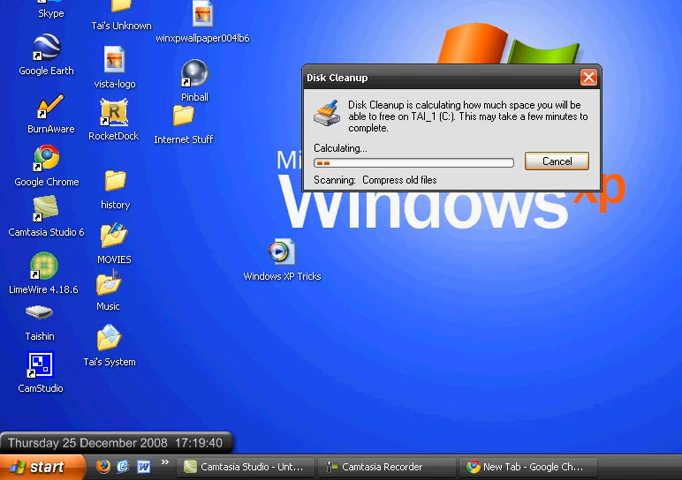 Skype
Tai's Unknown
winxpwallpaper004lb6
Google Earth
vista-logo
Pinball
BurnAware
RocketDock
Internet Stuff
Google Chrome
history
Camtasia Studio 6
MOVIES
LimeWire 4.18.6
Music
Taishin
Tai's System
CamStudio
Windows XP Tricks
Disk Cleanup
Disk Cleanup is calculating how much space you will be
able to free on TAI_1 (C:). This may take a few minutes to
complete.
Calculating...
Cancel
Scanning: Compress old files
Mi
Windows xp
Thursday 25 December 2008 17:19:40
start
Camtasia Studio - Unt...
Camtasia Recorder
New Tab - Google Ch...